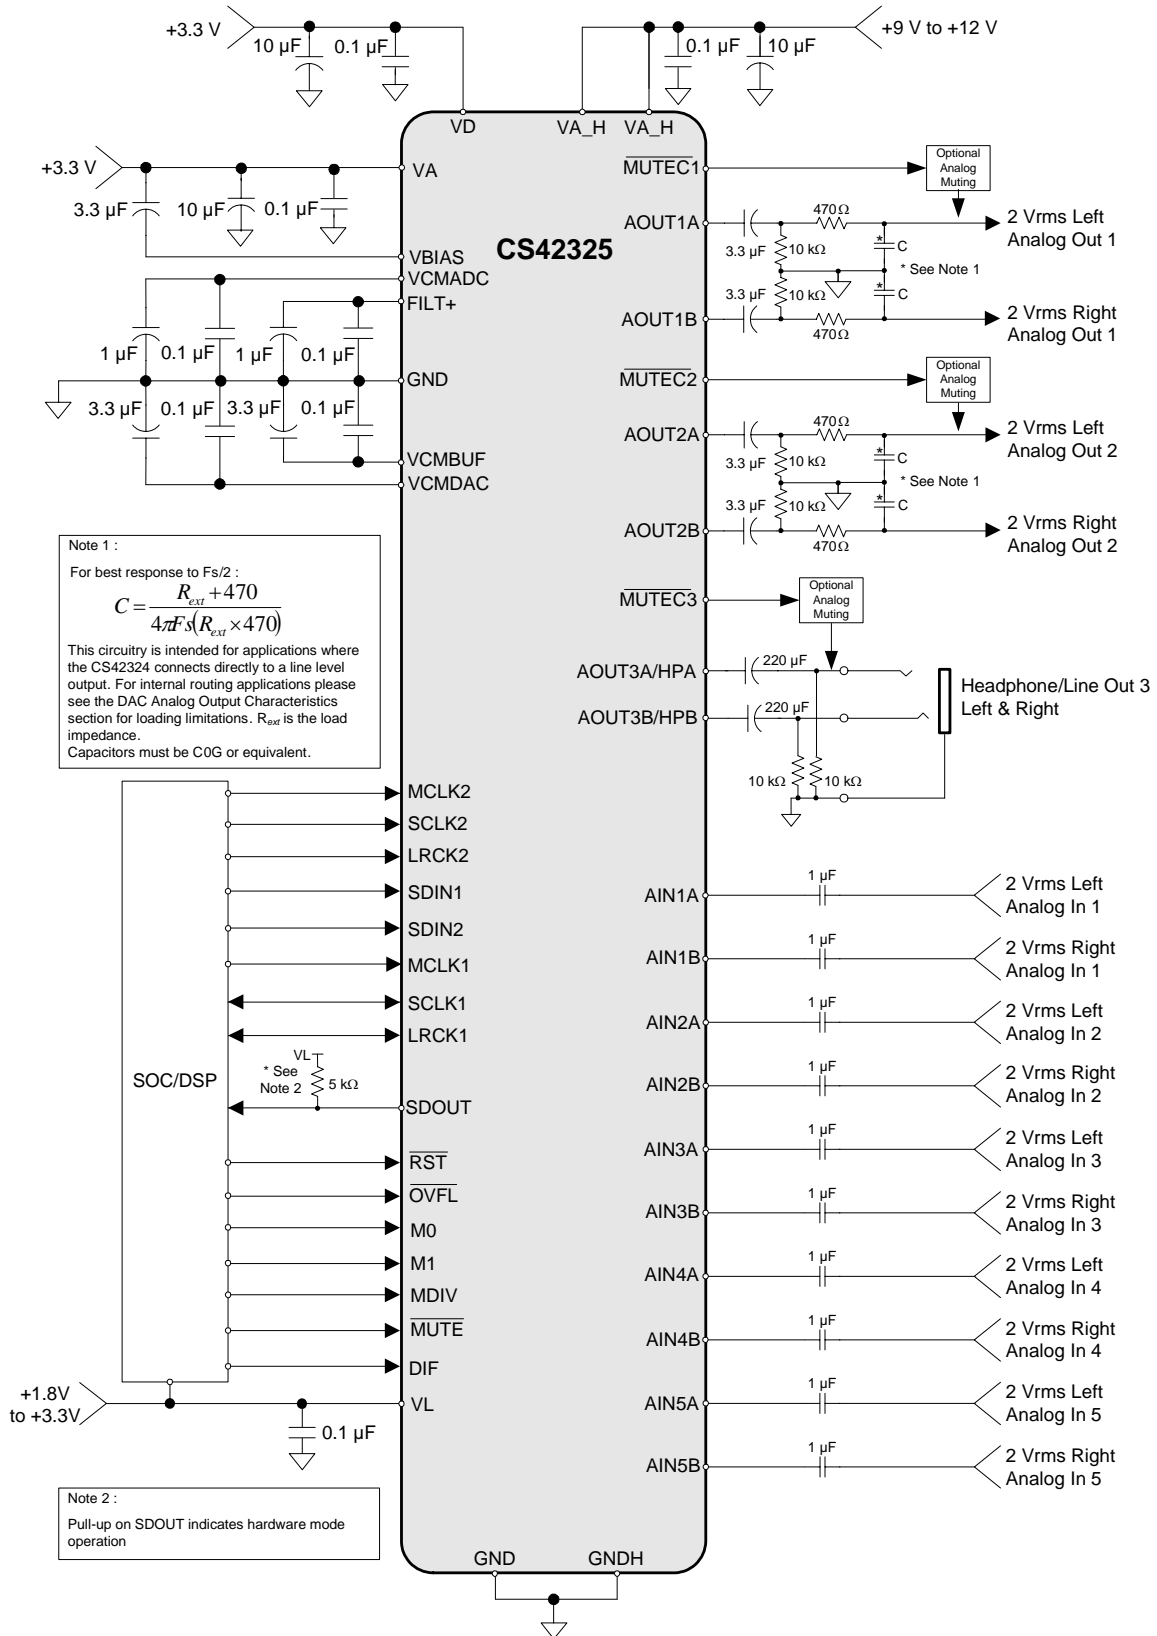 +3.3 V
10 µF
0.1 µF
0.1 µF
10 µF
+9 V to +12 V
VD
VA_H
VA_H
+3.3 V
VA
3.3 µF
10 µF
0.1 µF
VBIAS
VCMADC
FILT+
1 µF
0.1 µF
1 µF
0.1 µF
GND
3.3 µF
0.1 µF
3.3 µF
0.1 µF
VCMBUF
VCMDAC
CS42325
MUTEC1
Optional
Analog
Muting
AOUT1A
470Ω
3.3 µF
10 kΩ
* C
* See Note 1
2 Vrms Left
Analog Out 1
3.3 µF
10 kΩ
* C
AOUT1B
470Ω
2 Vrms Right
Analog Out 1
MUTEC2
Optional
Analog
Muting
AOUT2A
470Ω
3.3 µF
10 kΩ
* C
* See Note 1
2 Vrms Left
Analog Out 2
3.3 µF
10 kΩ
* C
AOUT2B
470Ω
2 Vrms Right
Analog Out 2
MUTEC3
Optional
Analog
Muting
AOUT3A/HPA
220 µF
AOUT3B/HPB
220 µF
10 kΩ
10 kΩ
Headphone/Line Out 3
Left & Right
Note 1 :
For best response to Fs/2 :
C = (R_ext + 470) / (4πFs(R_ext × 470))
This circuitry is intended for applications where
the CS42324 connects directly to a line level
output. For internal routing applications please
see the DAC Analog Output Characteristics
section for loading limitations. R_ext is the load
impedance.
Capacitors must be C0G or equivalent.
SOC/DSP
MCLK2
SCLK2
LRCK2
SDIN1
SDIN2
MCLK1
SCLK1
LRCK1
VL
* See
Note 2
5 kΩ
SDOUT
RST
OVFL
M0
M1
MDIV
MUTE
DIF
+1.8V
to +3.3V
VL
0.1 µF
AIN1A
1 µF
2 Vrms Left
Analog In 1
AIN1B
1 µF
2 Vrms Right
Analog In 1
AIN2A
1 µF
2 Vrms Left
Analog In 2
AIN2B
1 µF
2 Vrms Right
Analog In 2
AIN3A
1 µF
2 Vrms Left
Analog In 3
AIN3B
1 µF
2 Vrms Right
Analog In 3
AIN4A
1 µF
2 Vrms Left
Analog In 4
AIN4B
1 µF
2 Vrms Right
Analog In 4
AIN5A
1 µF
2 Vrms Left
Analog In 5
AIN5B
1 µF
2 Vrms Right
Analog In 5
Note 2 :
Pull-up on SDOUT indicates hardware mode
operation
GND
GNDH